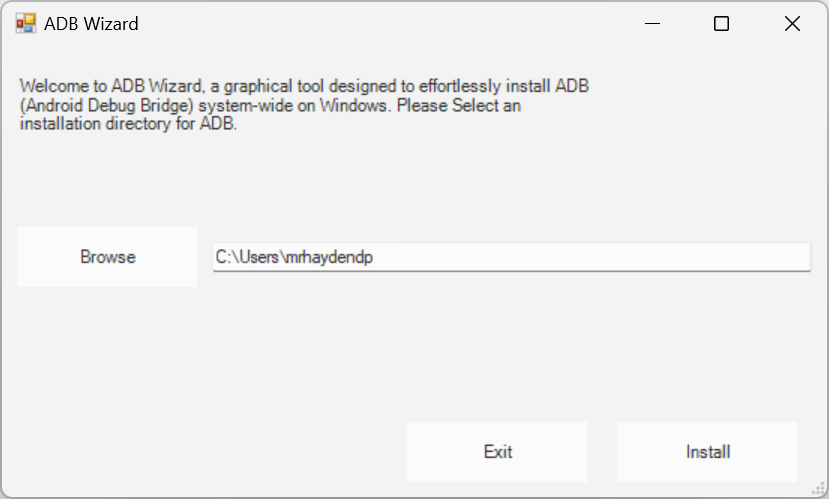 ADB Wizard
Welcome to ADB Wizard, a graphical tool designed to effortlessly install ADB
(Android Debug Bridge) system-wide on Windows. Please Select an
installation directory for ADB.
Browse
C:\Users\mrhaydendp
Exit
Install